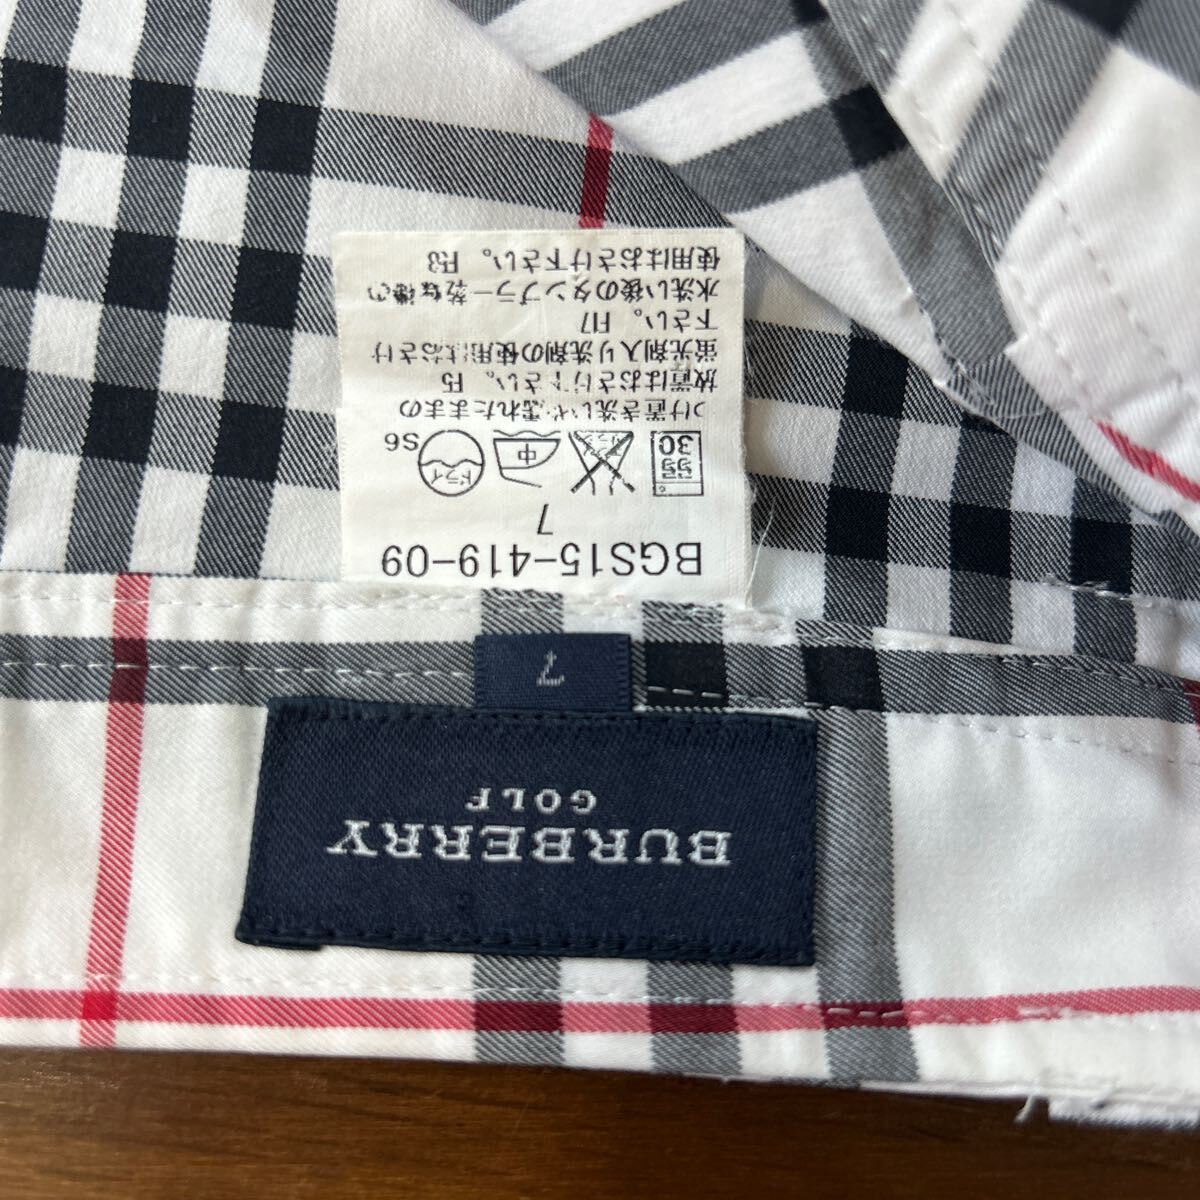 BURBERRY
GOLF
7
BGS15-419-09
7
弱
30
中
ドライ
S6
つけ置き洗いや濡れたままの
放置はおさけ下さい。F5
蛍光剤入り洗剤の使用はおさけ
下さい。F17
水洗い後のタンブラー乾燥機の
使用はおさけ下さい。F3